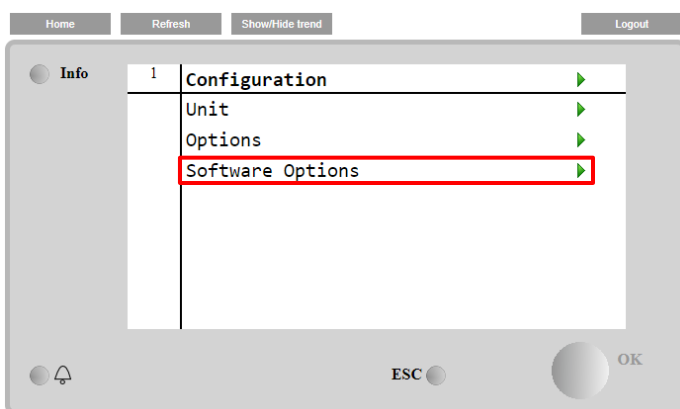 Home Refresh Show/Hide trend Logout
Info
1 Configuration
Unit
Options
Software Options
ESC
OK